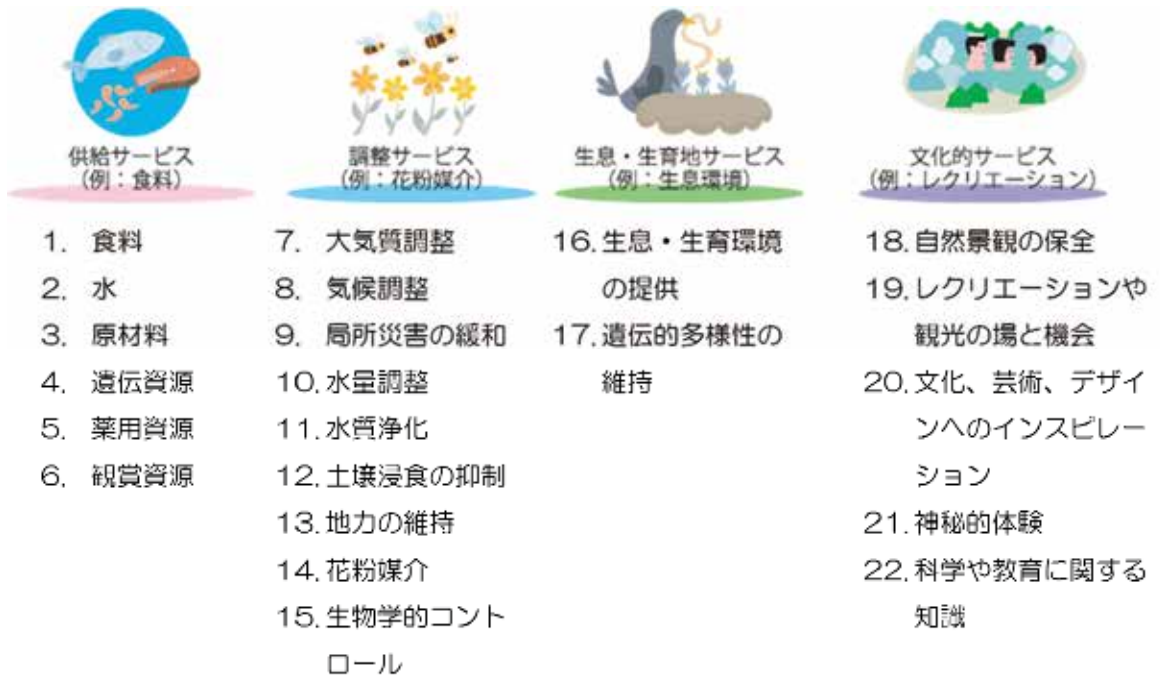 供給サービス
(例：食料)
1. 食料
2. 水
3. 原材料
4. 遺伝資源
5. 薬用資源
6. 観賞資源
調整サービス
(例：花粉媒介)
7. 大気質調整
8. 気候調整
9. 局所災害の緩和
10. 水量調整
11. 水質浄化
12. 土壌浸食の抑制
13. 地力の維持
14. 花粉媒介
15. 生物学的コント
ロール
生息・生育地サービス
(例：生息環境)
16. 生息・生育環境
の提供
17. 遺伝的多様性の
維持
文化的サービス
(例：レクリエーション)
18. 自然景観の保全
19. レクリエーションや
観光の場と機会
20. 文化、芸術、デザイ
ンへのインスピレー
ション
21. 神秘的体験
22. 科学や教育に関する
知識